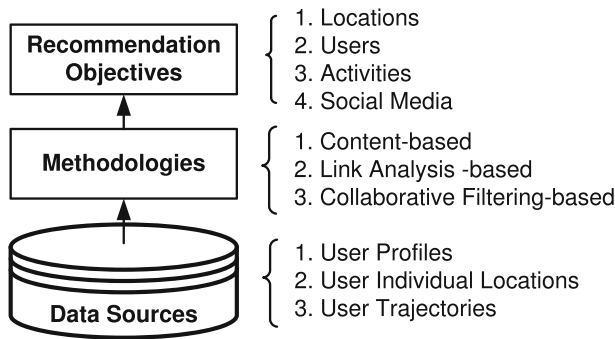 Recommendation
Objectives
1. Locations
2. Users
3. Activities
4. Social Media
Methodologies
1. Content-based
2. Link Analysis -based
3. Collaborative Filtering-based
Data Sources
1. User Profiles
2. User Individual Locations
3. User Trajectories